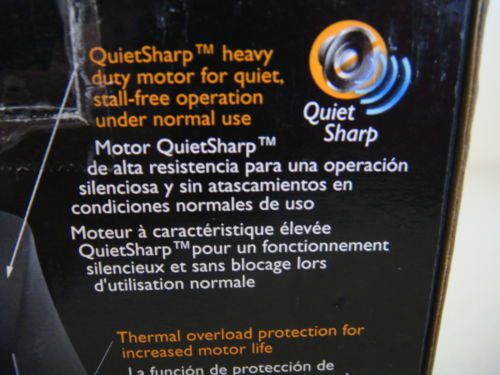 QuietSharp™ heavy
duty motor for quiet,
stall-free operation
under normal use
Quiet
Sharp
Motor QuietSharp™
de alta resistencia para una operación
silenciosa y sin atascamientos en
condiciones normales de uso
Moteur à caractéristique élevée
QuietSharp™ pour un fonctionnement
silencieux et sans blocage lors
d'utilisation normale
Thermal overload protection for
increased motor life
La función de protección de